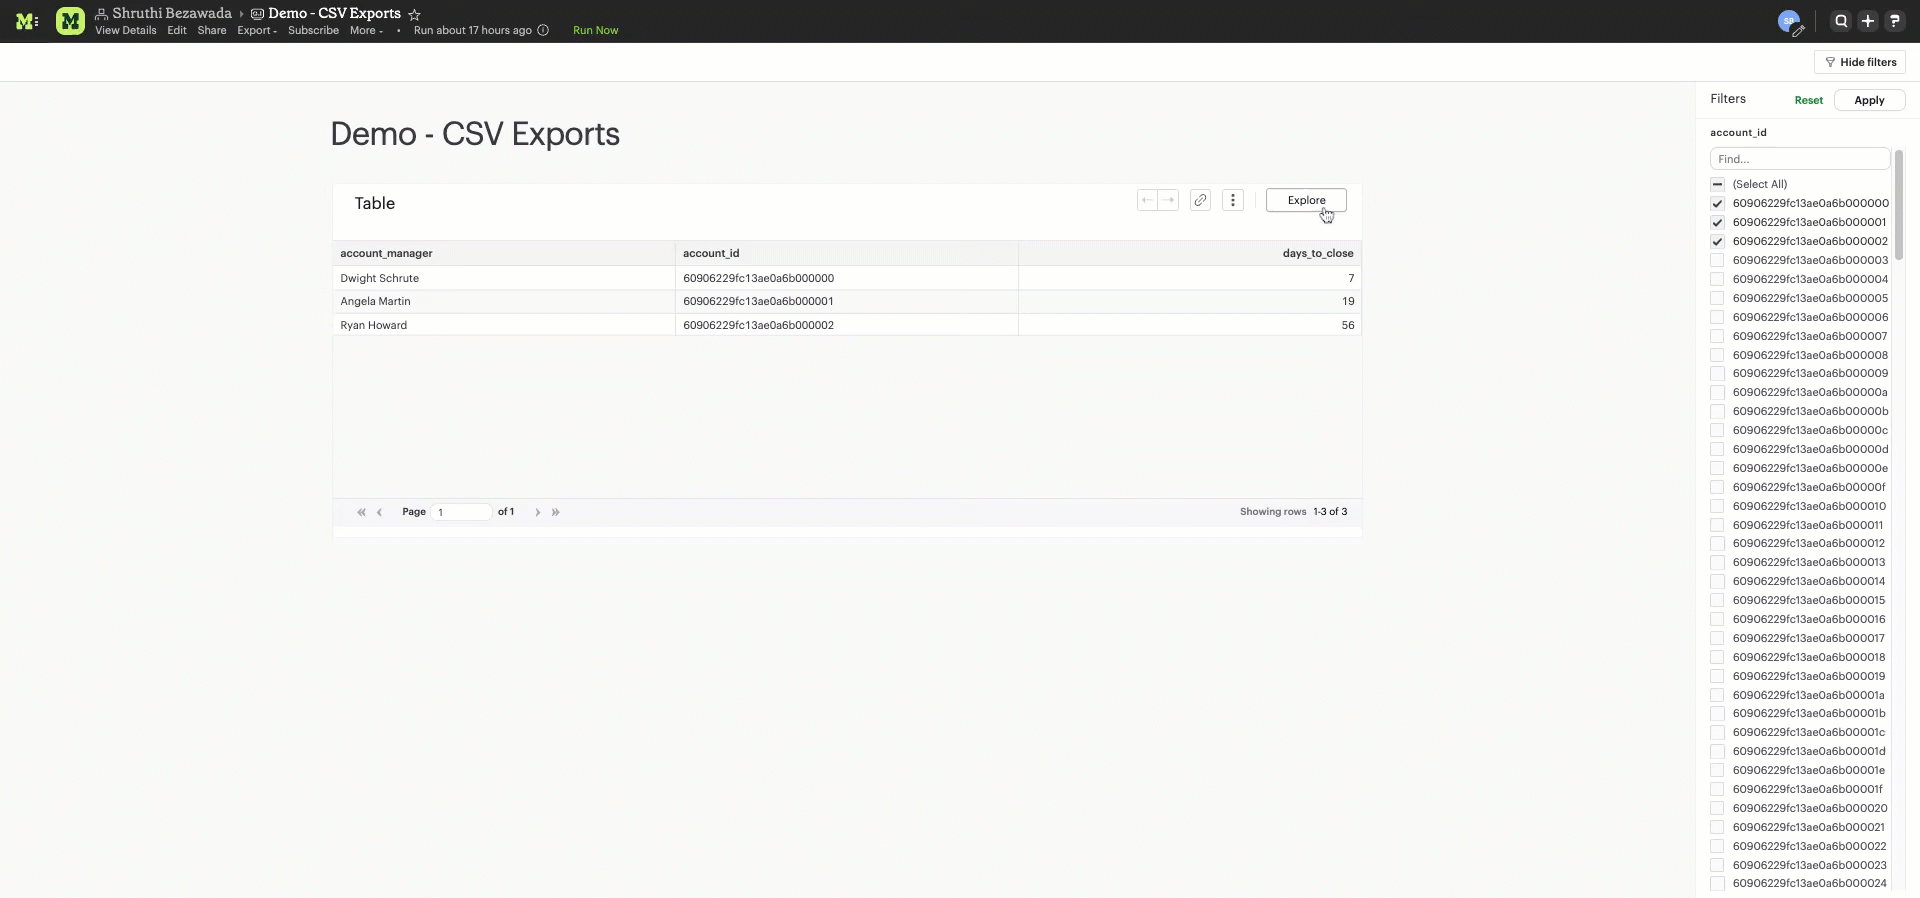 Shruthi Bezawada › Demo - CSV Exports
View Details Edit Share Export Subscribe More • Run about 17 hours ago Run Now
SB
Hide filters
Filters Reset Apply
account_id
Find...
(Select All)
60906229fc13ae0a6b000000
60906229fc13ae0a6b000001
60906229fc13ae0a6b000002
60906229fc13ae0a6b000003
60906229fc13ae0a6b000004
60906229fc13ae0a6b000005
60906229fc13ae0a6b000006
60906229fc13ae0a6b000007
60906229fc13ae0a6b000008
60906229fc13ae0a6b000009
60906229fc13ae0a6b00000a
60906229fc13ae0a6b00000b
60906229fc13ae0a6b00000c
60906229fc13ae0a6b00000d
60906229fc13ae0a6b00000e
60906229fc13ae0a6b00000f
60906229fc13ae0a6b000010
60906229fc13ae0a6b000011
60906229fc13ae0a6b000012
60906229fc13ae0a6b000013
60906229fc13ae0a6b000014
60906229fc13ae0a6b000015
60906229fc13ae0a6b000016
60906229fc13ae0a6b000017
60906229fc13ae0a6b000018
60906229fc13ae0a6b000019
60906229fc13ae0a6b00001a
60906229fc13ae0a6b00001b
60906229fc13ae0a6b00001c
60906229fc13ae0a6b00001d
60906229fc13ae0a6b00001e
60906229fc13ae0a6b00001f
60906229fc13ae0a6b000020
60906229fc13ae0a6b000021
60906229fc13ae0a6b000022
60906229fc13ae0a6b000023
60906229fc13ae0a6b000024
Demo - CSV Exports
Table Explore
account_manager account_id days_to_close
Dwight Schrute 60906229fc13ae0a6b000000 7
Angela Martin 60906229fc13ae0a6b000001 19
Ryan Howard 60906229fc13ae0a6b000002 56
« ‹ Page 1 of 1 › » Showing rows 1-3 of 3